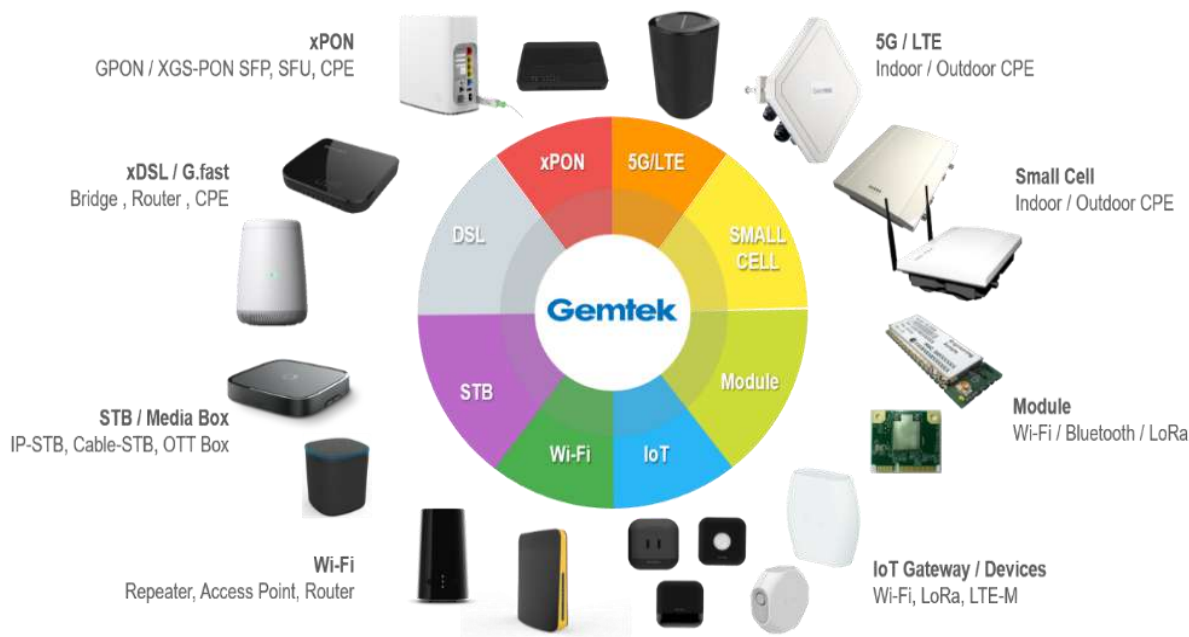 xPON
GPON / XGS-PON SFP, SFU, CPE
5G / LTE
Indoor / Outdoor CPE
xDSL / G.fast
Bridge , Router , CPE
Small Cell
Indoor / Outdoor CPE
xPON
5G/LTE
DSL
SMALL
CELL
Gemtek
STB
Module
Wi-Fi
IoT
STB / Media Box
IP-STB, Cable-STB, OTT Box
Module
Wi-Fi / Bluetooth / LoRa
Wi-Fi
Repeater, Access Point, Router
IoT Gateway / Devices
Wi-Fi, LoRa, LTE-M
Gemtek